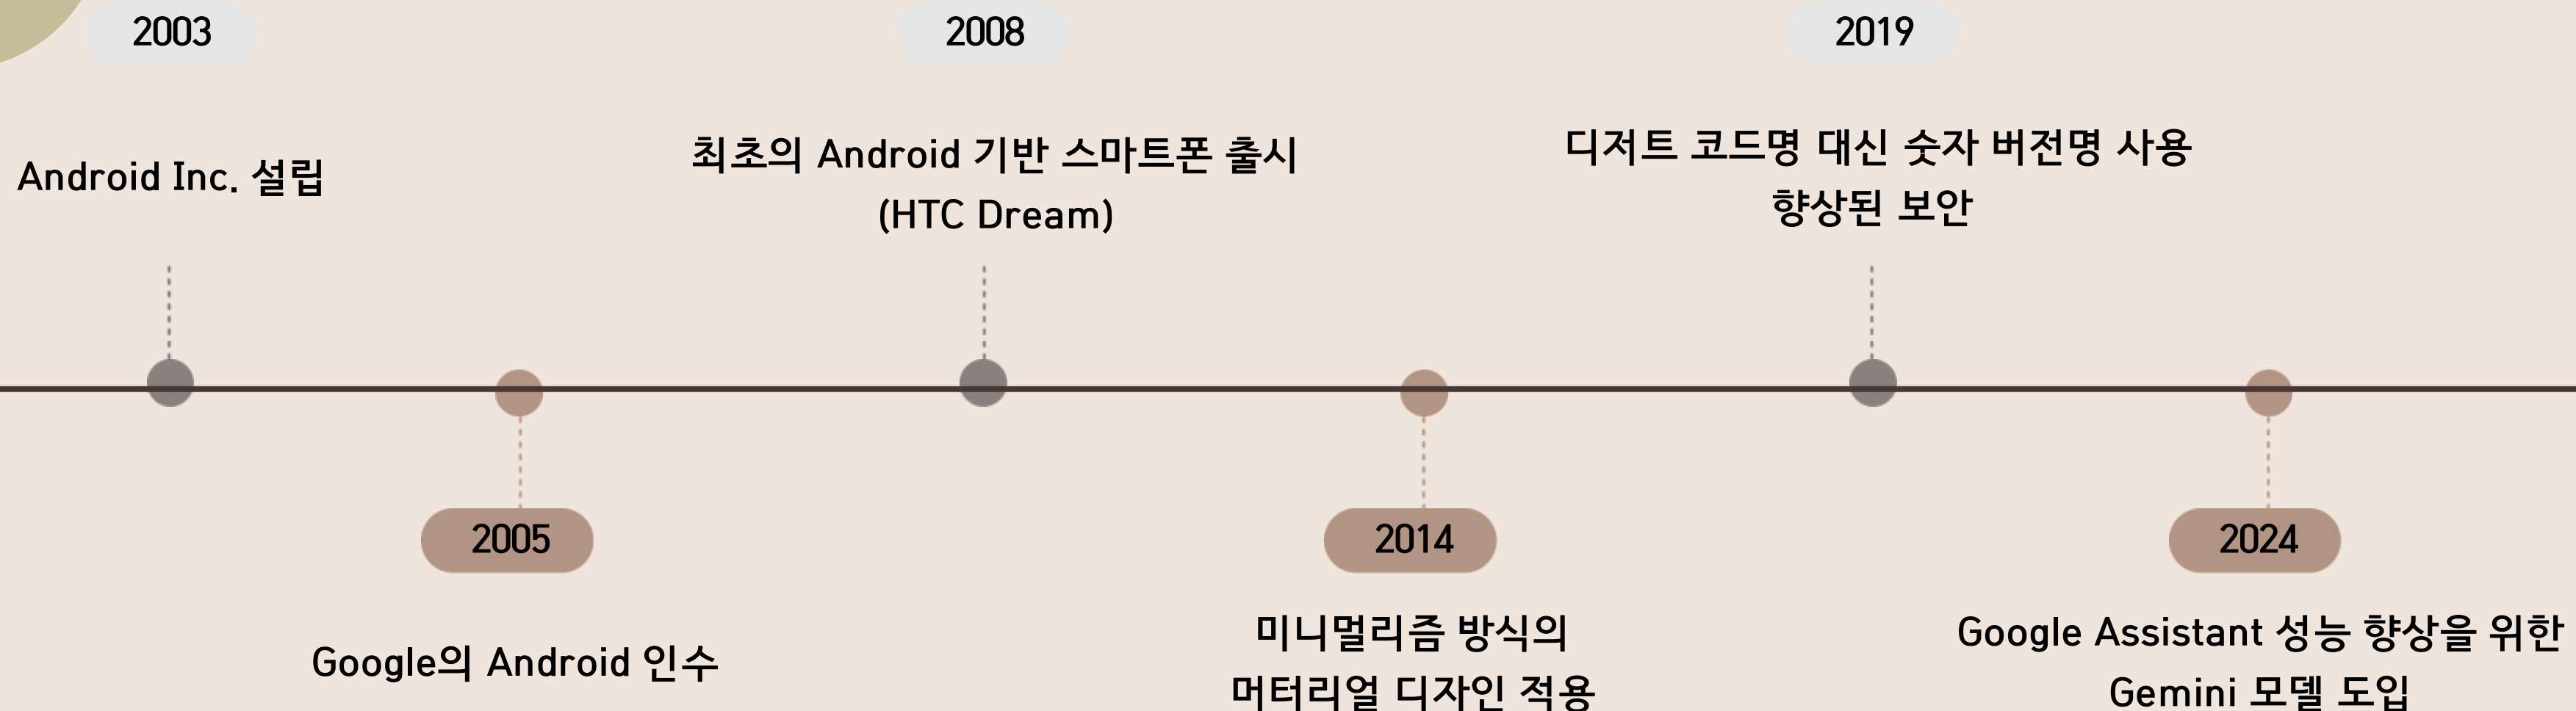 2003
Android Inc. 설립
2005
Google의 Android 인수
2008
최초의 Android 기반 스마트폰 출시
(HTC Dream)
2014
미니멀리즘 방식의
머터리얼 디자인 적용
2019
디저트 코드명 대신 숫자 버전명 사용
향상된 보안
2024
Google Assistant 성능 향상을 위한
Gemini 모델 도입